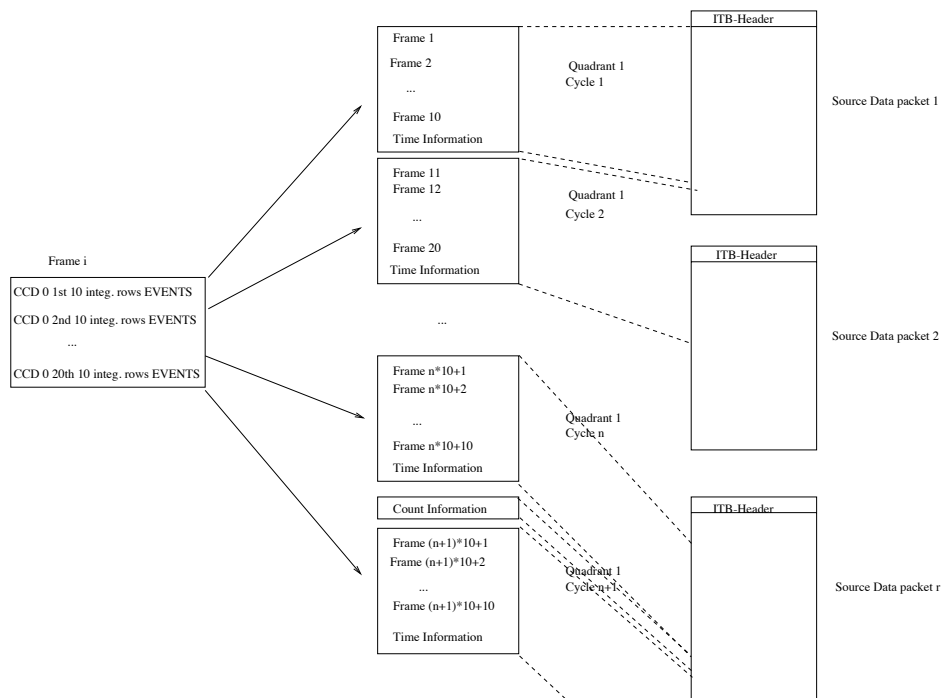 Frame i
CCD 0 1st 10 integ. rows EVENTS
CCD 0 2nd 10 integ. rows EVENTS
...
CCD 0 20th 10 integ. rows EVENTS
Frame 1
Frame 2
...
Frame 10
Time Information
Quadrant 1
Cycle 1
Frame 11
Frame 12
...
Frame 20
Time Information
Quadrant 1
Cycle 2
...
Frame n*10+1
Frame n*10+2
...
Frame n*10+10
Time Information
Quadrant 1
Cycle n
Count Information
Frame (n+1)*10+1
Frame (n+1)*10+2
...
Frame (n+1)*10+10
Time Information
Quadrant 1
Cycle n+1
ITB-Header
Source Data packet 1
ITB-Header
Source Data packet 2
ITB-Header
Source Data packet r